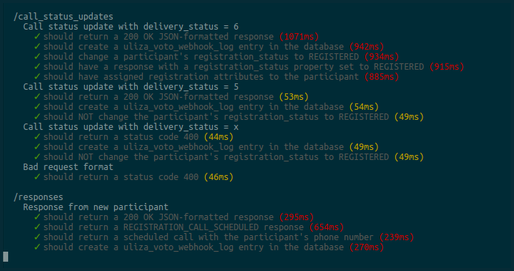 /call_status_updates
Call status update with delivery_status = 6
✓ should return a 200 OK JSON-formatted response (1071ms)
✓ should create a uliza_voto_webhook_log entry in the database (942ms)
✓ should change a participant's registration_status to REGISTERED (934ms)
✓ should have a response with a registration_status property set to REGISTERED (915ms)
✓ should have assigned registration attributes to the participant (885ms)
Call status update with delivery_status = 5
✓ should return a 200 OK JSON-formatted response (53ms)
✓ should create a uliza_voto_webhook_log entry in the database (54ms)
✓ should NOT change the participant's registration_status to REGISTERED (49ms)
Call status update with delivery_status = x
✓ should return a status code 400 (44ms)
✓ should create a uliza_voto_webhook_log entry in the database (49ms)
✓ should NOT change the participant's registration_status to REGISTERED (49ms)
Bad request format
✓ should return a status code 400 (46ms)
/responses
Response from new participant
✓ should return a 200 OK JSON-formatted response (295ms)
✓ should return a REGISTRATION_CALL_SCHEDULED response (654ms)
✓ should return a scheduled call with the participant's phone number (239ms)
✓ should create a uliza_voto_webhook_log entry in the database (270ms)